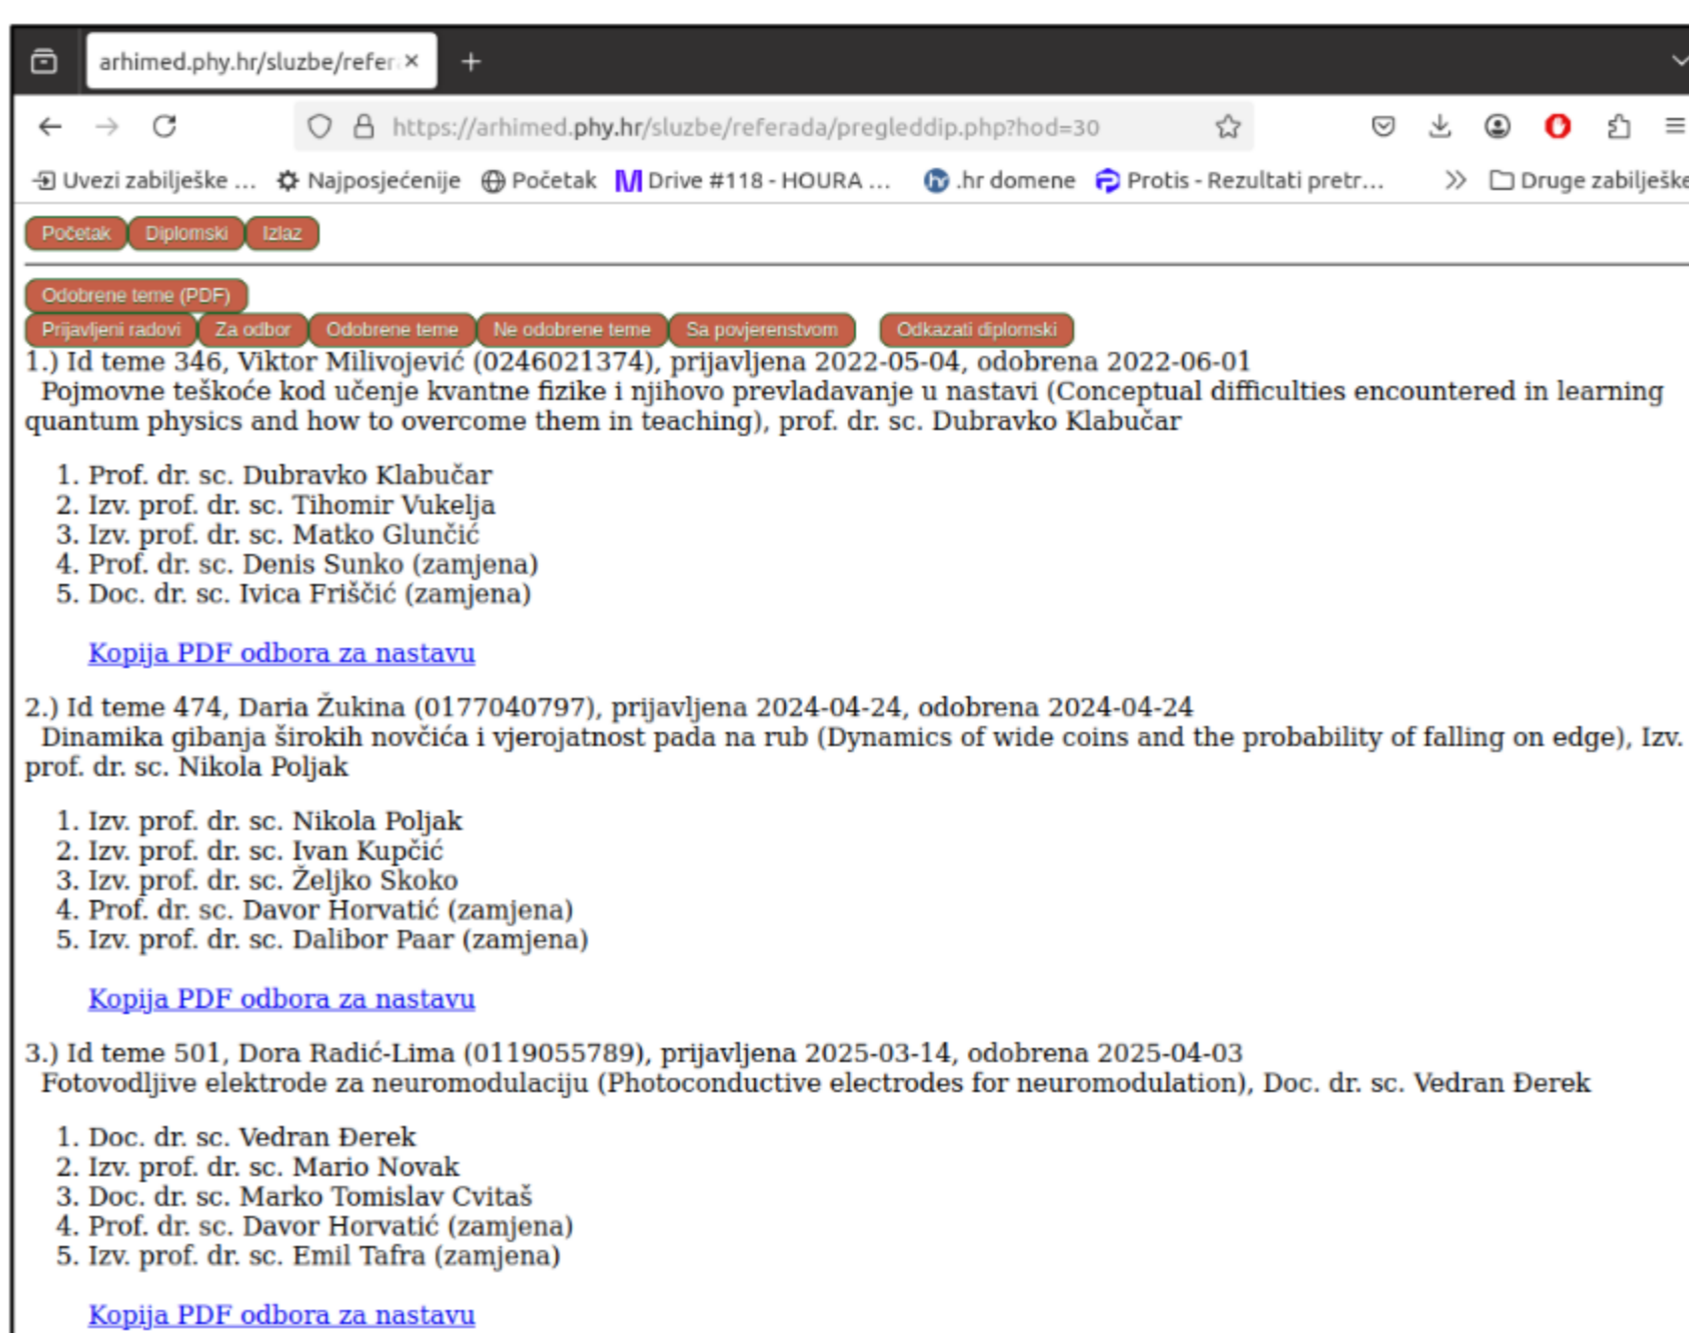 arhimed.phy.hr/sluzbe/refer
https://arhimed.phy.hr/sluzbe/referada/pregleddip.php?hod=30
Uvezi zabilješke ... Najposjećenije Početak Drive #118 - HOURA ... .hr domene Protis - Rezultati pretr... Druge zabilješke
Početak Diplomski Izlaz
Odobrene teme (PDF)
Prijavljeni radovi Za odbor Odobrene teme Ne odobrene teme Sa povjerenstvom Odkazati diplomski
1.) Id teme 346, Viktor Milivojević (0246021374), prijavljena 2022-05-04, odobrena 2022-06-01
Pojmovne teškoće kod učenje kvantne fizike i njihovo prevladavanje u nastavi (Conceptual difficulties encountered in learning
quantum physics and how to overcome them in teaching), prof. dr. sc. Dubravko Klabučar
1. Prof. dr. sc. Dubravko Klabučar
2. Izv. prof. dr. sc. Tihomir Vukelja
3. Izv. prof. dr. sc. Matko Glunčić
4. Prof. dr. sc. Denis Sunko (zamjena)
5. Doc. dr. sc. Ivica Friščić (zamjena)
Kopija PDF odbora za nastavu
2.) Id teme 474, Daria Žukina (0177040797), prijavljena 2024-04-24, odobrena 2024-04-24
Dinamika gibanja širokih novčića i vjerojatnost pada na rub (Dynamics of wide coins and the probability of falling on edge), Izv.
prof. dr. sc. Nikola Poljak
1. Izv. prof. dr. sc. Nikola Poljak
2. Izv. prof. dr. sc. Ivan Kupčić
3. Izv. prof. dr. sc. Željko Skoko
4. Prof. dr. sc. Davor Horvatić (zamjena)
5. Izv. prof. dr. sc. Dalibor Paar (zamjena)
Kopija PDF odbora za nastavu
3.) Id teme 501, Dora Radić-Lima (0119055789), prijavljena 2025-03-14, odobrena 2025-04-03
Fotovodljive elektrode za neuromodulaciju (Photoconductive electrodes for neuromodulation), Doc. dr. sc. Vedran Đerek
1. Doc. dr. sc. Vedran Đerek
2. Izv. prof. dr. sc. Mario Novak
3. Doc. dr. sc. Marko Tomislav Cvitaš
4. Prof. dr. sc. Davor Horvatić (zamjena)
5. Izv. prof. dr. sc. Emil Tafra (zamjena)
Kopija PDF odbora za nastavu